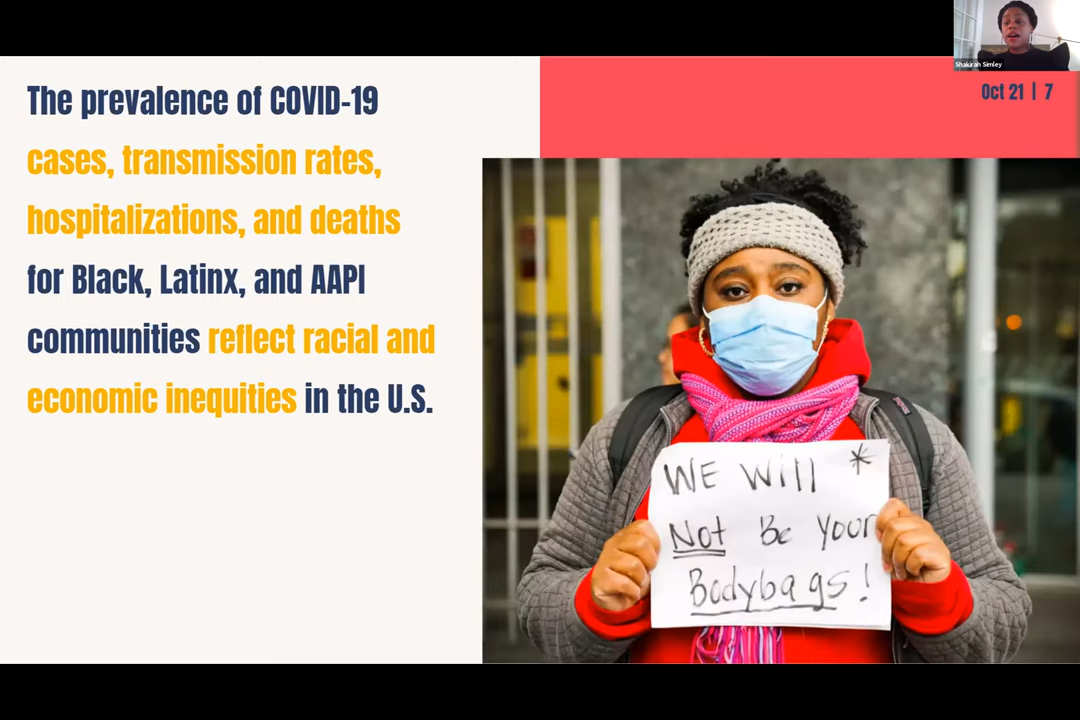 Shakirah Simley
Oct 21 | 7
The prevalence of COVID-19
cases, transmission rates,
hospitalizations, and deaths
for Black, Latinx, and AAPI
communities reflect racial and
economic inequities in the U.S.
WE WILL *
Not Be Your
Bodybags!